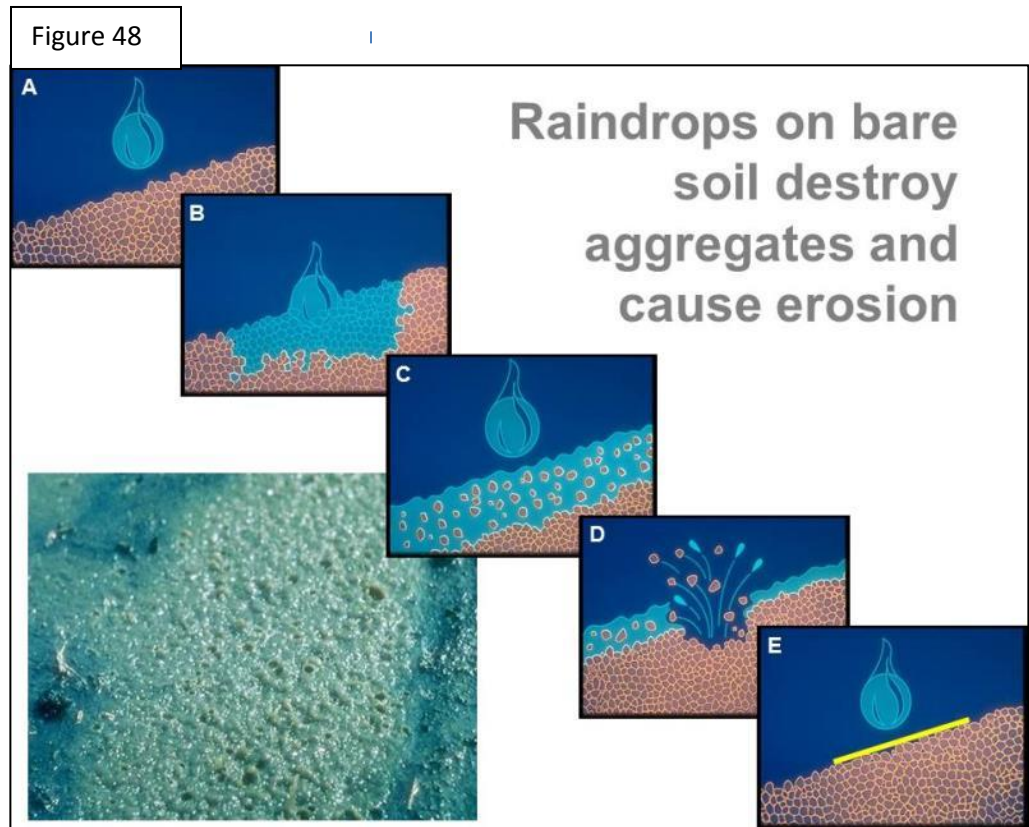 Figure 48
A
Raindrops on bare
soil destroy
aggregates and
cause erosion
B
C
D
E